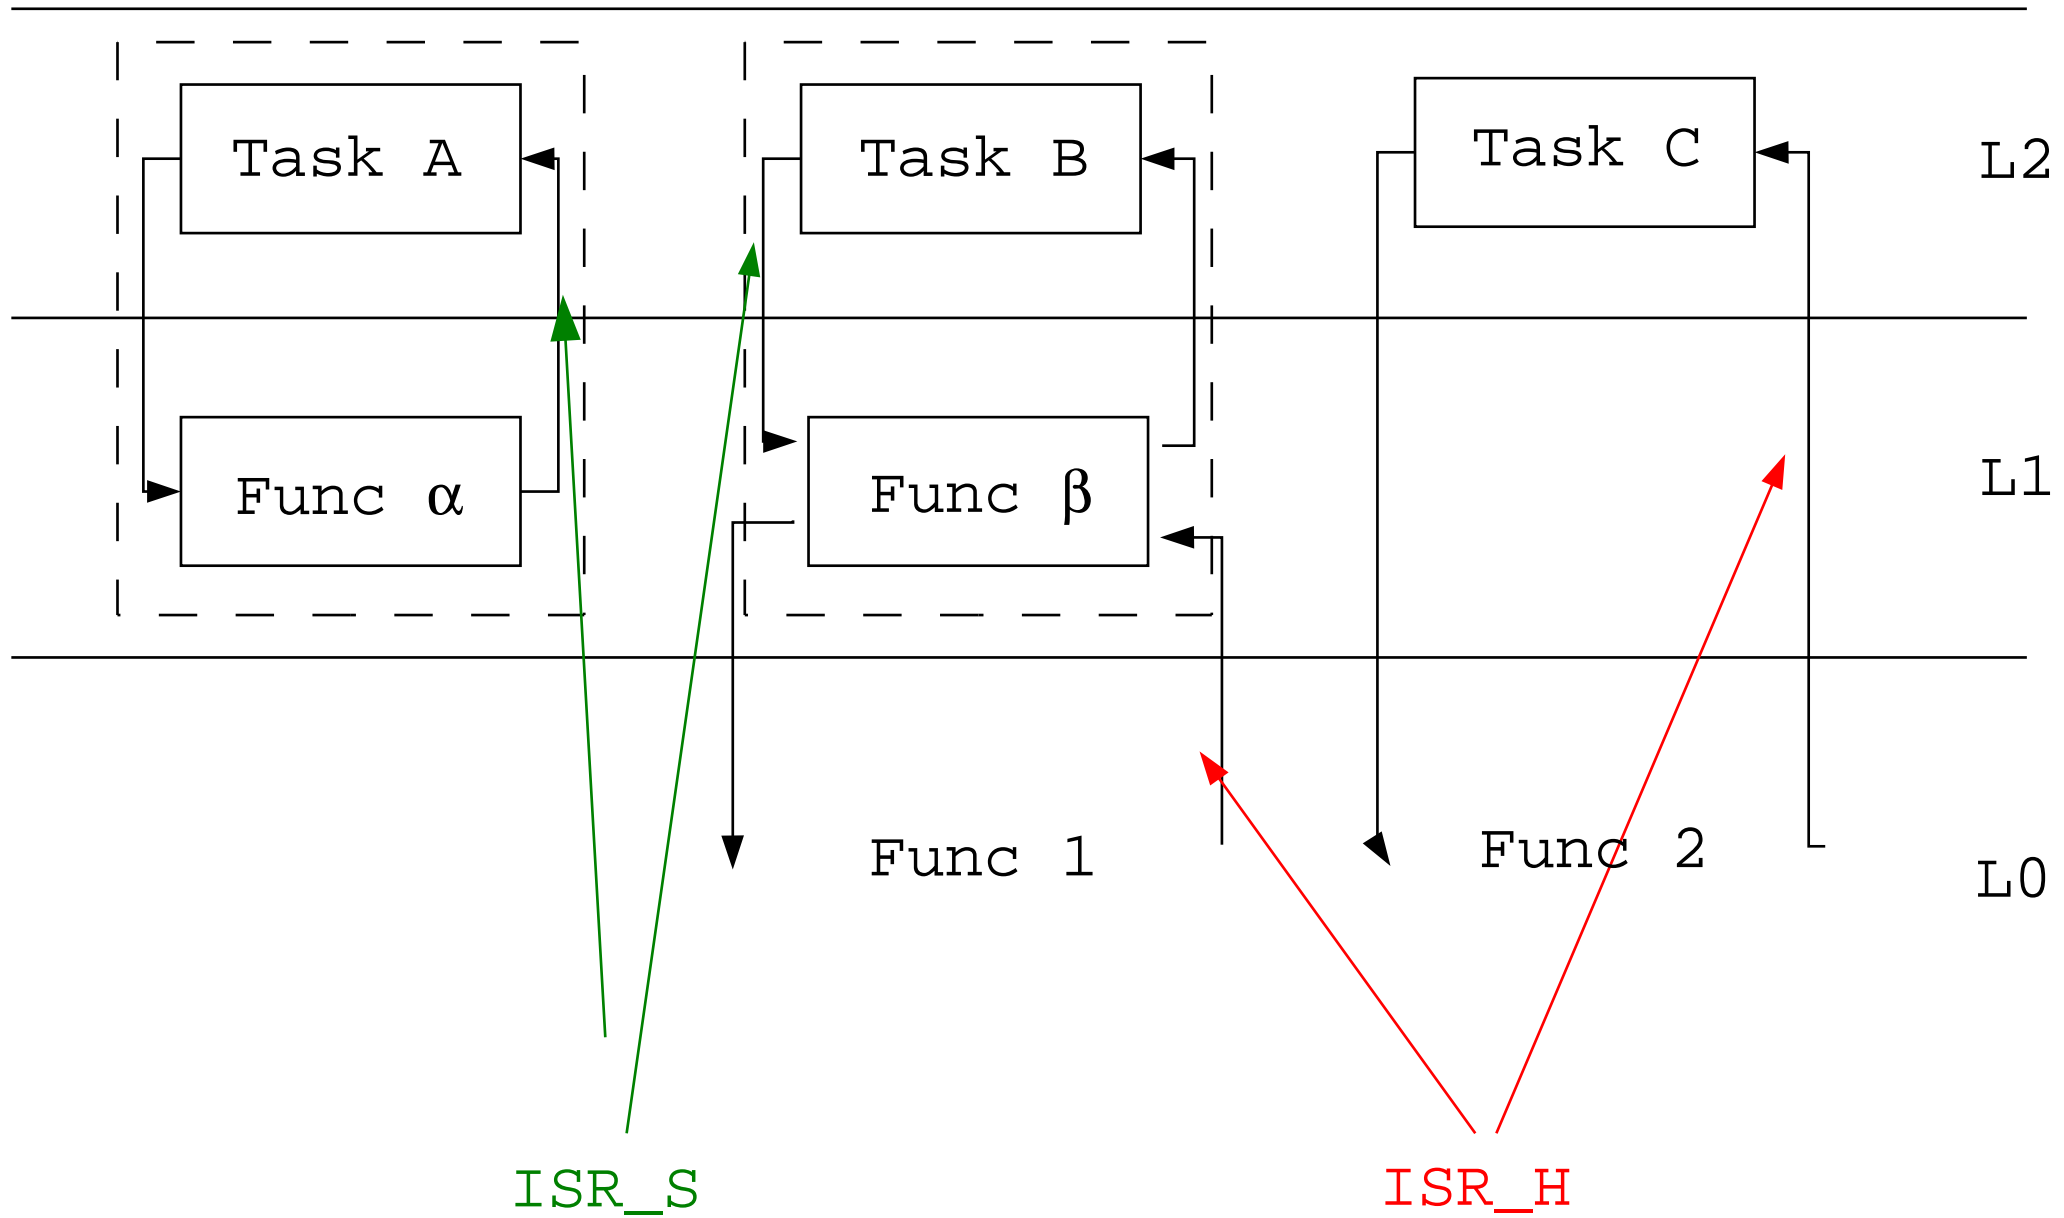 Task A
Task B
Task C
L2
Func α
Func β
L1
Func 1
Func 2
L0
ISR_S
ISR_H